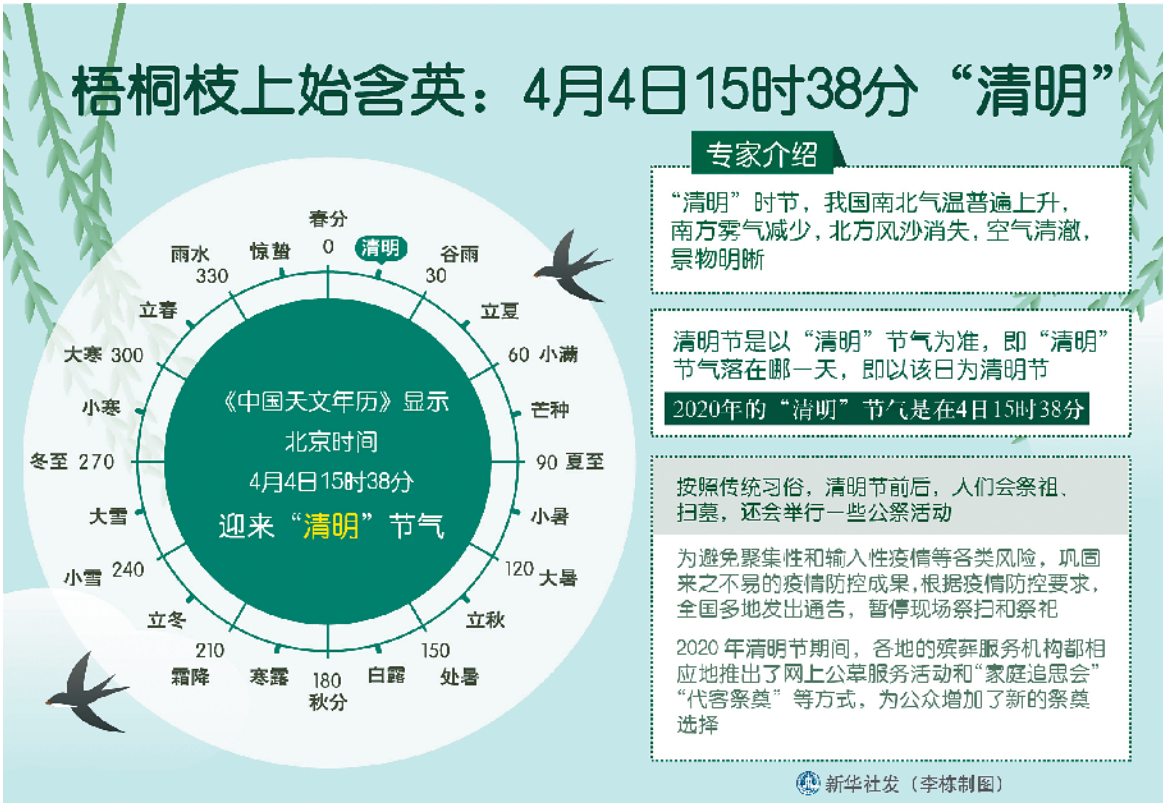 梧桐枝上始含英：4月4日15时38分“清明”
春分
0
清明
谷雨
30
立夏
60 小满
芒种
90 夏至
小暑
120 大暑
立秋
150
处暑
白露
180
秋分
寒露
210
霜降
立冬
240
小雪
大雪
冬至 270
小寒
大寒 300
立春
雨水
330
惊蛰
《中国天文年历》显示
北京时间
4月4日15时38分
迎来“清明”节气
专家介绍
“清明”时节，我国南北气温普遍上升，
南方雾气减少，北方风沙消失，空气清澈，
景物明晰
清明节是以“清明”节气为准，即“清明”
节气落在哪一天，即以该日为清明节
2020年的“清明”节气是在4日15时38分
按照传统习俗，清明节前后，人们会祭祖、
扫墓，还会举行一些公祭活动
为避免聚集性和输入性疫情等各类风险，巩固
来之不易的疫情防控成果，根据疫情防控要求，
全国多地发出通告，暂停现场祭扫和祭祀
2020年清明节期间，各地的殡葬服务机构都相
应地推出了网上公墓服务活动和“家庭追思会”
“代客祭奠”等方式，为公众增加了新的祭奠
选择
新华社发（李栋制图）